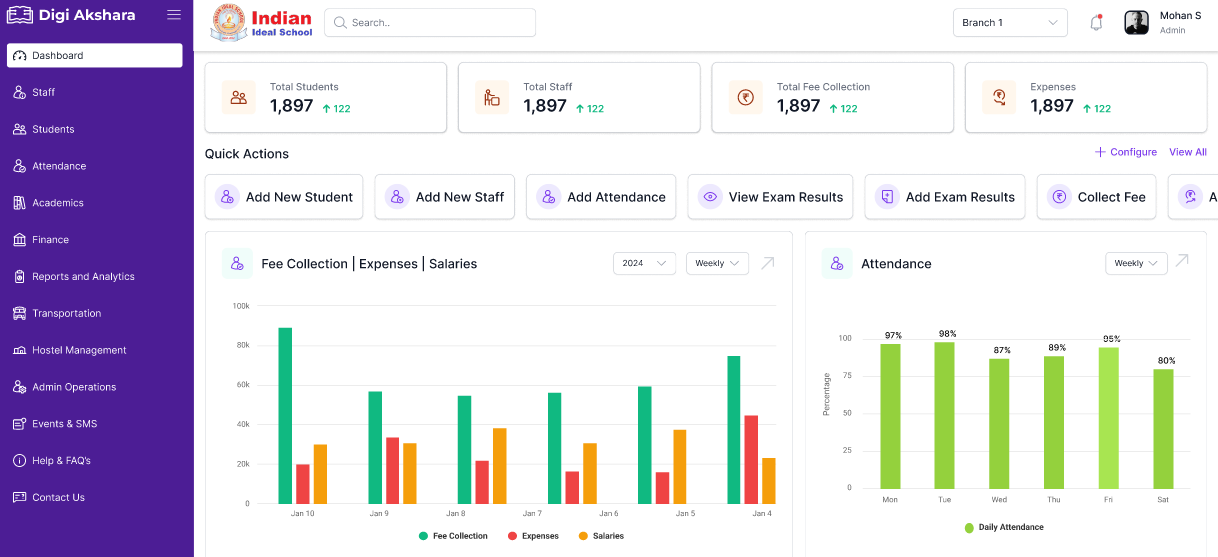 Digi Akshara
Dashboard
Staff
Students
Attendance
Academics
Finance
Reports and Analytics
Transportation
Hostel Management
Admin Operations
Events & SMS
Help & FAQ's
Contact Us
Indian
Ideal School
Search..
Branch 1
Mohan S
Admin
Total Students
1,897 122
Total Staff
1,897 122
Total Fee Collection
1,897 122
Expenses
1,897 122
Quick Actions
Configure View All
Add New Student
Add New Staff
Add Attendance
View Exam Results
Add Exam Results
Collect Fee
A
Fee Collection | Expenses | Salaries
2024
Weekly
100k
80k
60k
40k
20k
0
Jan 10 Jan 9 Jan 8 Jan 7 Jan 6 Jan 5 Jan 4
Fee Collection Expenses Salaries
Attendance
Weekly
Percentage
100
75
50
25
0
97% 98% 87% 89% 95% 80%
Mon Tue Wed Thu Fri Sat
Daily Attendance